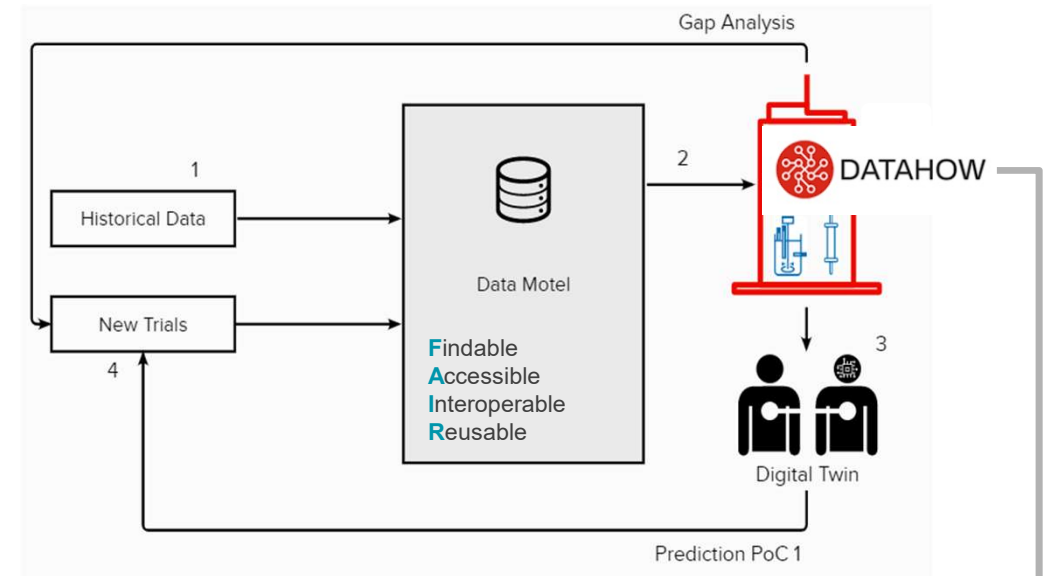 Gap Analysis
1
2
DATAHOW
Historical Data
Data Motel
New Trials
Findable
Accessible
Interoperable
Reusable
3
4
Digital Twin
Prediction PoC 1